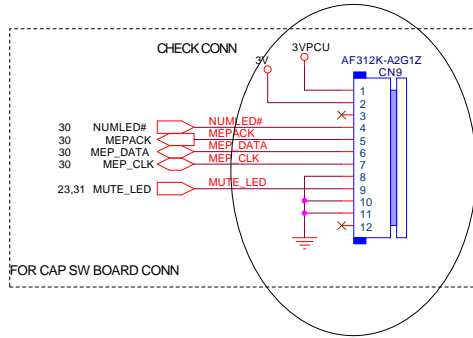 CHECK CONN
3V
3VPCU
AF312K-A2G1Z
CN9
1
2
3
30 NUMLED# NUMLED# 4
30 MEPACK MEPACK 5
30 MEP_DATA MEP_DATA 6
30 MEP_CLK MEP_CLK 7
8
23,31 MUTE_LED MUTE_LED 9
10
11
12
FOR CAP SW BOARD CONN